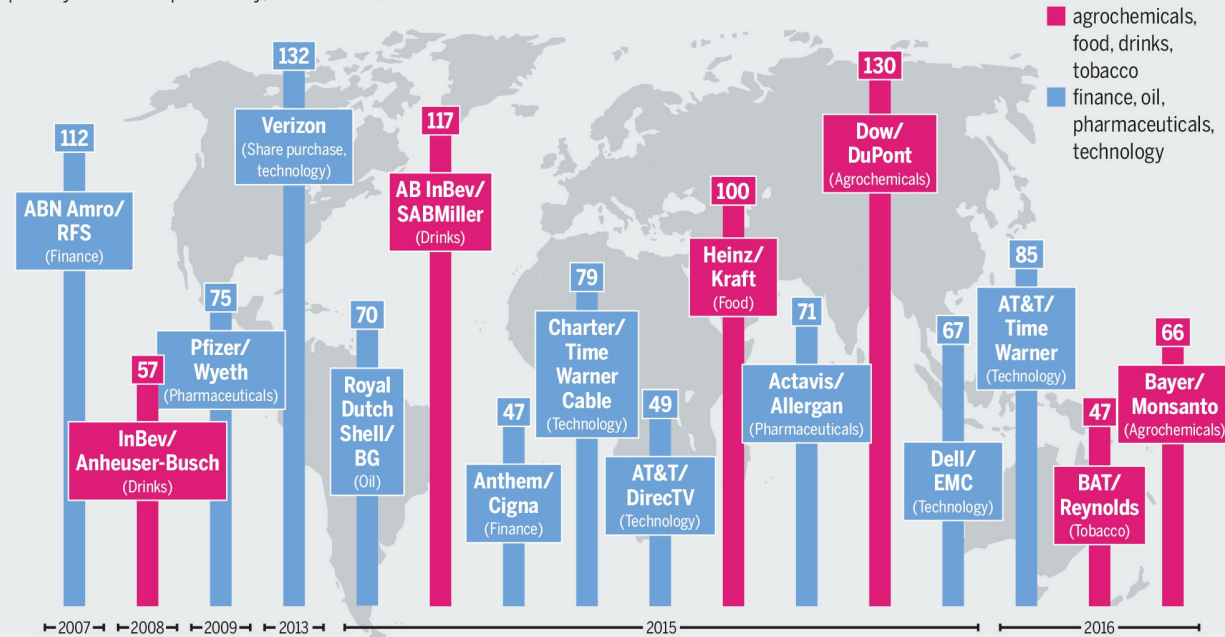 agrochemicals,
food, drinks,
tobacco
finance, oil,
pharmaceuticals,
technology
112
ABN Amro/
RFS
(Finance)
57
InBev/
Anheuser-Busch
(Drinks)
75
Pfizer/
Wyeth
(Pharmaceuticals)
132
Verizon
(Share purchase,
technology)
70
Royal
Dutch
Shell/
BG
(Oil)
117
AB InBev/
SABMiller
(Drinks)
47
Anthem/
Cigna
(Finance)
79
Charter/
Time
Warner
Cable
(Technology)
49
AT&T/
DirecTV
(Technology)
100
Heinz/
Kraft
(Food)
71
Actavis/
Allergan
(Pharmaceuticals)
130
Dow/
DuPont
(Agrochemicals)
67
Dell/
EMC
(Technology)
85
AT&T/
Time
Warner
(Technology)
47
BAT/
Reynolds
(Tobacco)
66
Bayer/
Monsanto
(Agrochemicals)
2007
2008
2009
2013
2015
2016